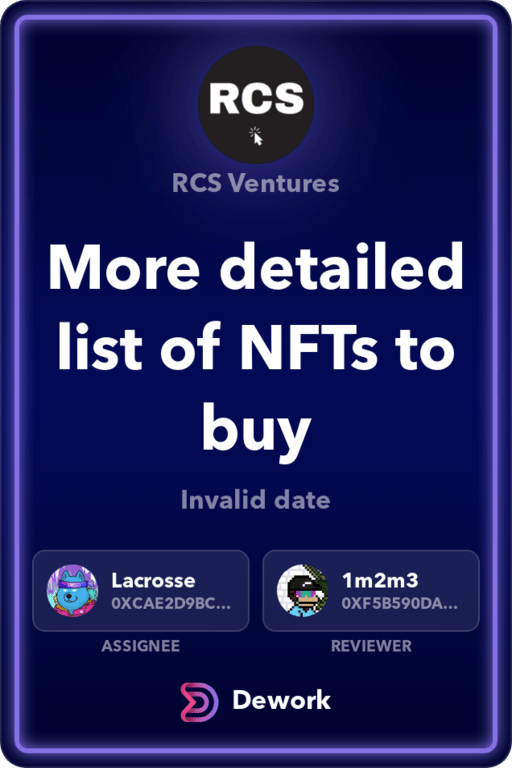 RCS
RCS Ventures
More detailed
list of NFTs to
buy
Invalid date
Lacrosse
0XCAE2D9BC...
1m2m3
0XF5B590DA...
ASSIGNEE
REVIEWER
Dework